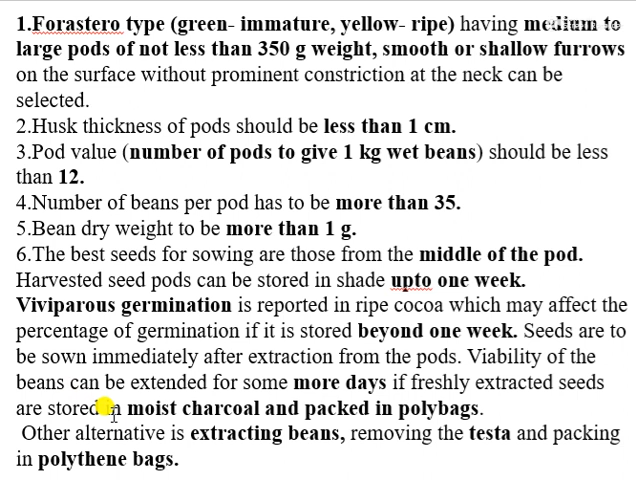 1.Forastero type (green- immature, yellow- ripe) having medium to
large pods of not less than 350 g weight, smooth or shallow furrows
on the surface without prominent constriction at the neck can be
selected.
2.Husk thickness of pods should be less than 1 cm.
3.Pod value (number of pods to give 1 kg wet beans) should be less
than 12.
4.Number of beans per pod has to be more than 35.
5.Bean dry weight to be more than 1 g.
6.The best seeds for sowing are those from the middle of the pod.
Harvested seed pods can be stored in shade upto one week.
Viviparous germination is reported in ripe cocoa which may affect the
percentage of germination if it is stored beyond one week. Seeds are to
be sown immediately after extraction from the pods. Viability of the
beans can be extended for some more days if freshly extracted seeds
are stored in moist charcoal and packed in polybags.
Other alternative is extracting beans, removing the testa and packing
in polythene bags.